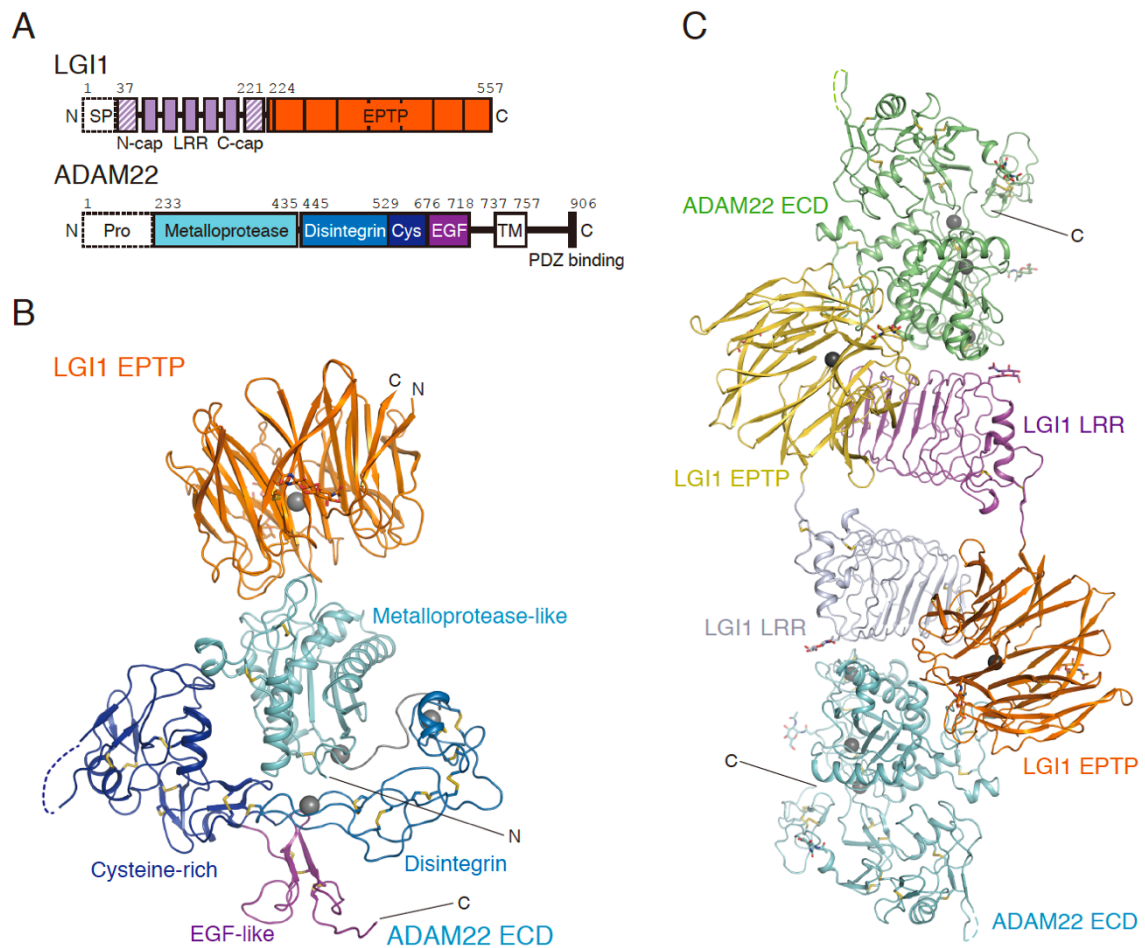 A
LGI1
1 37 221 224 557
N SP EPTP C
N-cap LRR C-cap
ADAM22
1 233 435 445 529 676 718 737 757 906
N Pro Metalloprotease Disintegrin Cys EGF TM C
PDZ binding
B
LGI1 EPTP
C
N
Metalloprotease-like
N
Cysteine-rich
Disintegrin
C
EGF-like
ADAM22 ECD
C
ADAM22 ECD
C
LGI1 LRR
LGI1 EPTP
LGI1 LRR
LGI1 EPTP
C
ADAM22 ECD